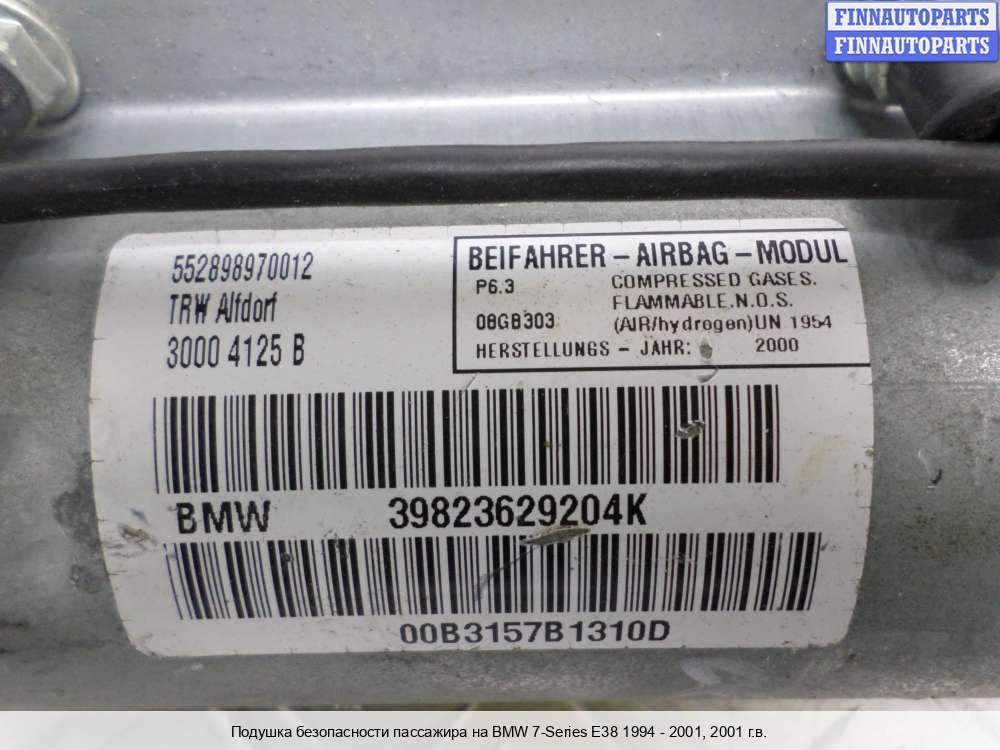 FINNAUTOPARTS
FINNAUTOPARTS
552898970012
TRW Alfdorf
3000 4125 B
BEIFAHRER - AIRBAG - MODUL
P6.3 COMPRESSED GASES.
FLAMMABLE.N.O.S.
08GB303 (AIR/hydrogen)UN 1954
HERSTELLUNGS - JAHR: 2000
BMW 39823629204K
00B3157B1310D
Подушка безопасности пассажира на BMW 7-Series E38 1994 - 2001, 2001 г.в.